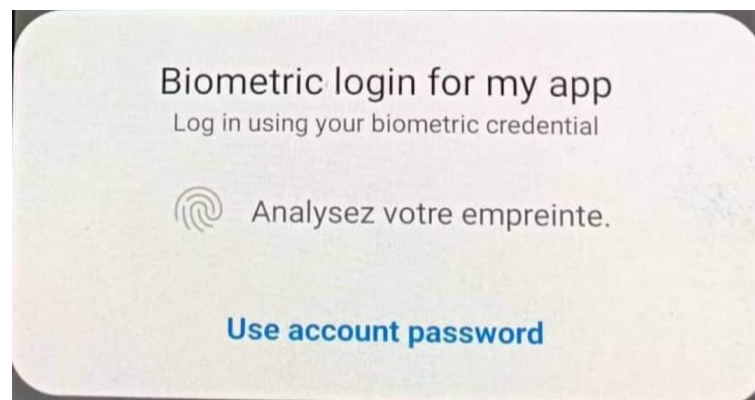 Biometric login for my app
Log in using your biometric credential
Analysez votre empreinte.
Use account password